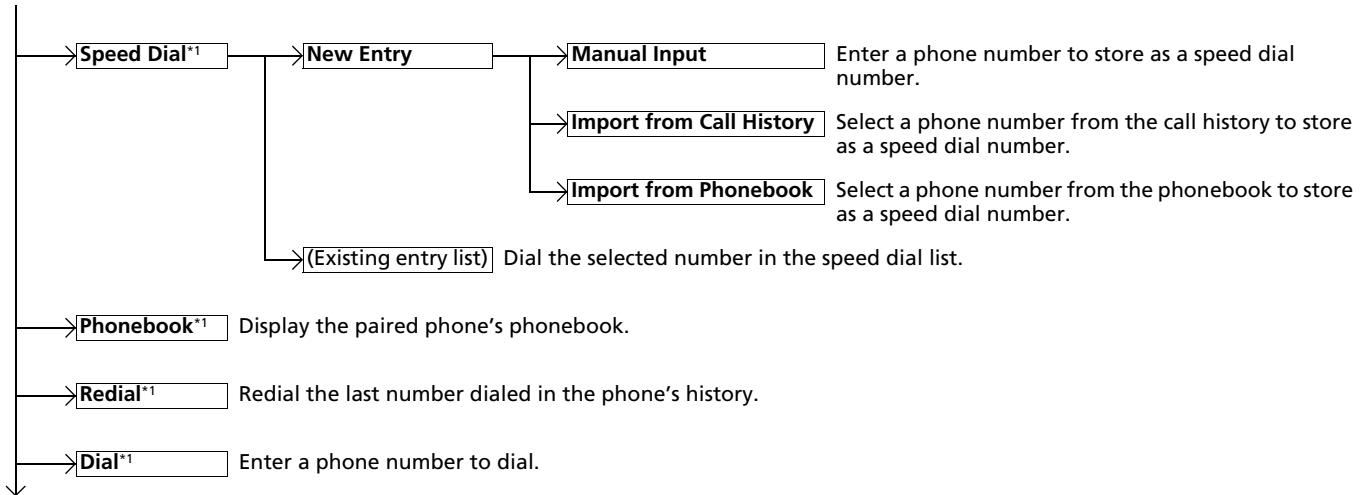 Speed Dial*1 New Entry Manual Input Enter a phone number to store as a speed dial
number.
Import from Call History Select a phone number from the call history to store
as a speed dial number.
Import from Phonebook Select a phone number from the phonebook to store
as a speed dial number.
(Existing entry list) Dial the selected number in the speed dial list.
Phonebook*1 Display the paired phone's phonebook.
Redial*1 Redial the last number dialed in the phone's history.
Dial*1 Enter a phone number to dial.